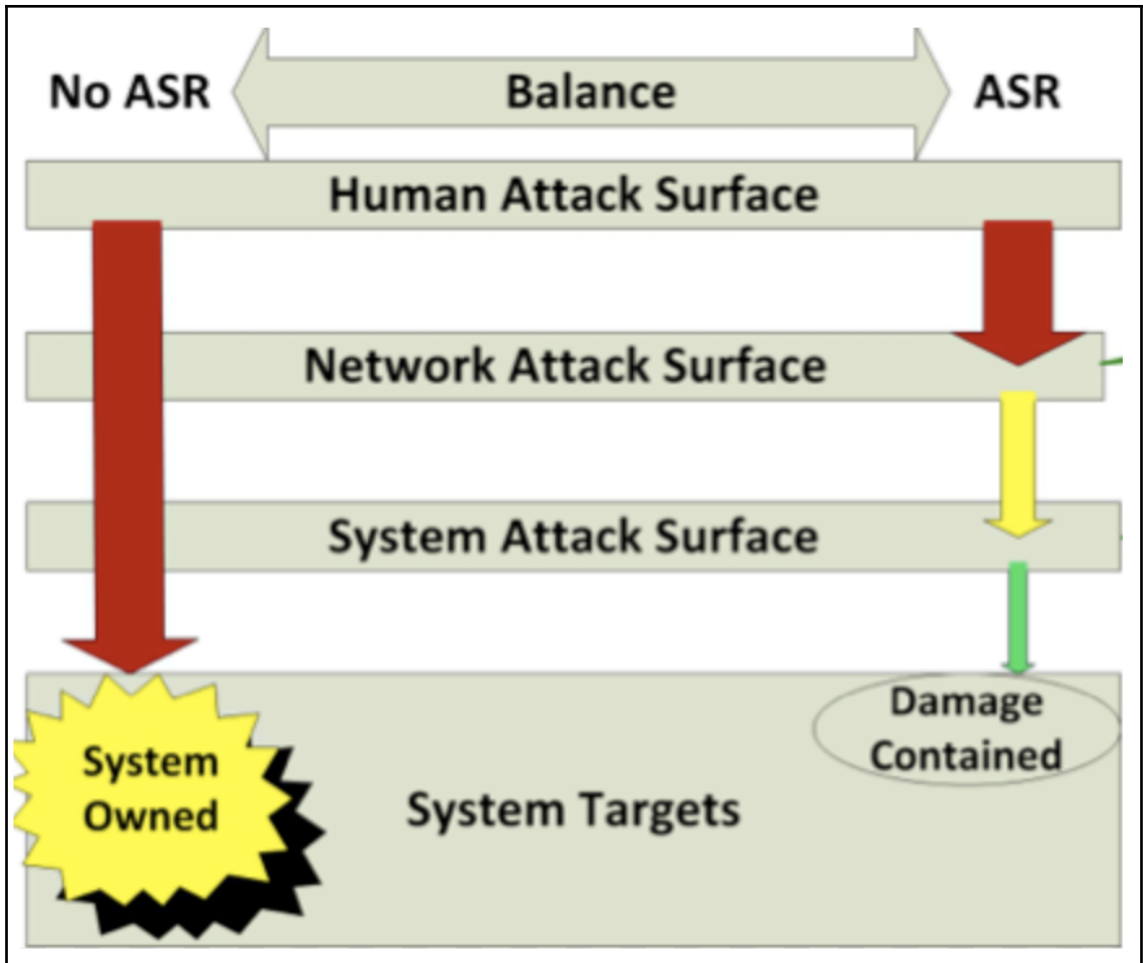 No ASR
Balance
ASR
Human Attack Surface
Network Attack Surface
System Attack Surface
System
Owned
System Targets
Damage
Contained